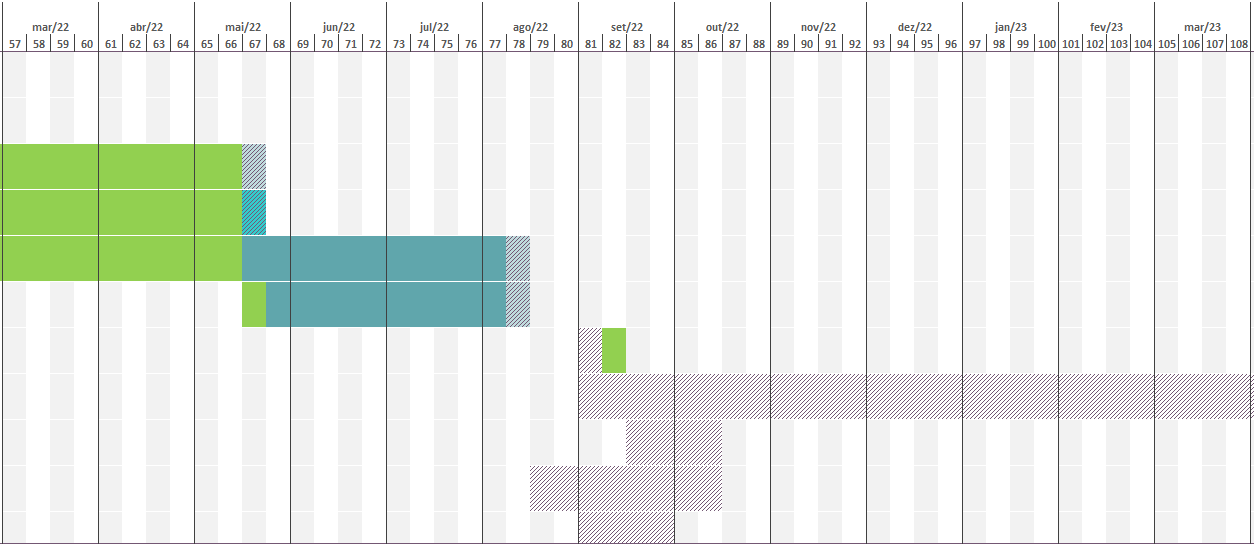 mar/22 abr/22 mai/22 jun/22 jul/22 ago/22 set/22 out/22 nov/22 dez/22 jan/23 fev/23 mar/23
57 58 59 60 61 62 63 64 65 66 67 68 69 70 71 72 73 74 75 76 77 78 79 80 81 82 83 84 85 86 87 88 89 90 91 92 93 94 95 96 97 98 99 100 101 102 103 104 105 106 107 108